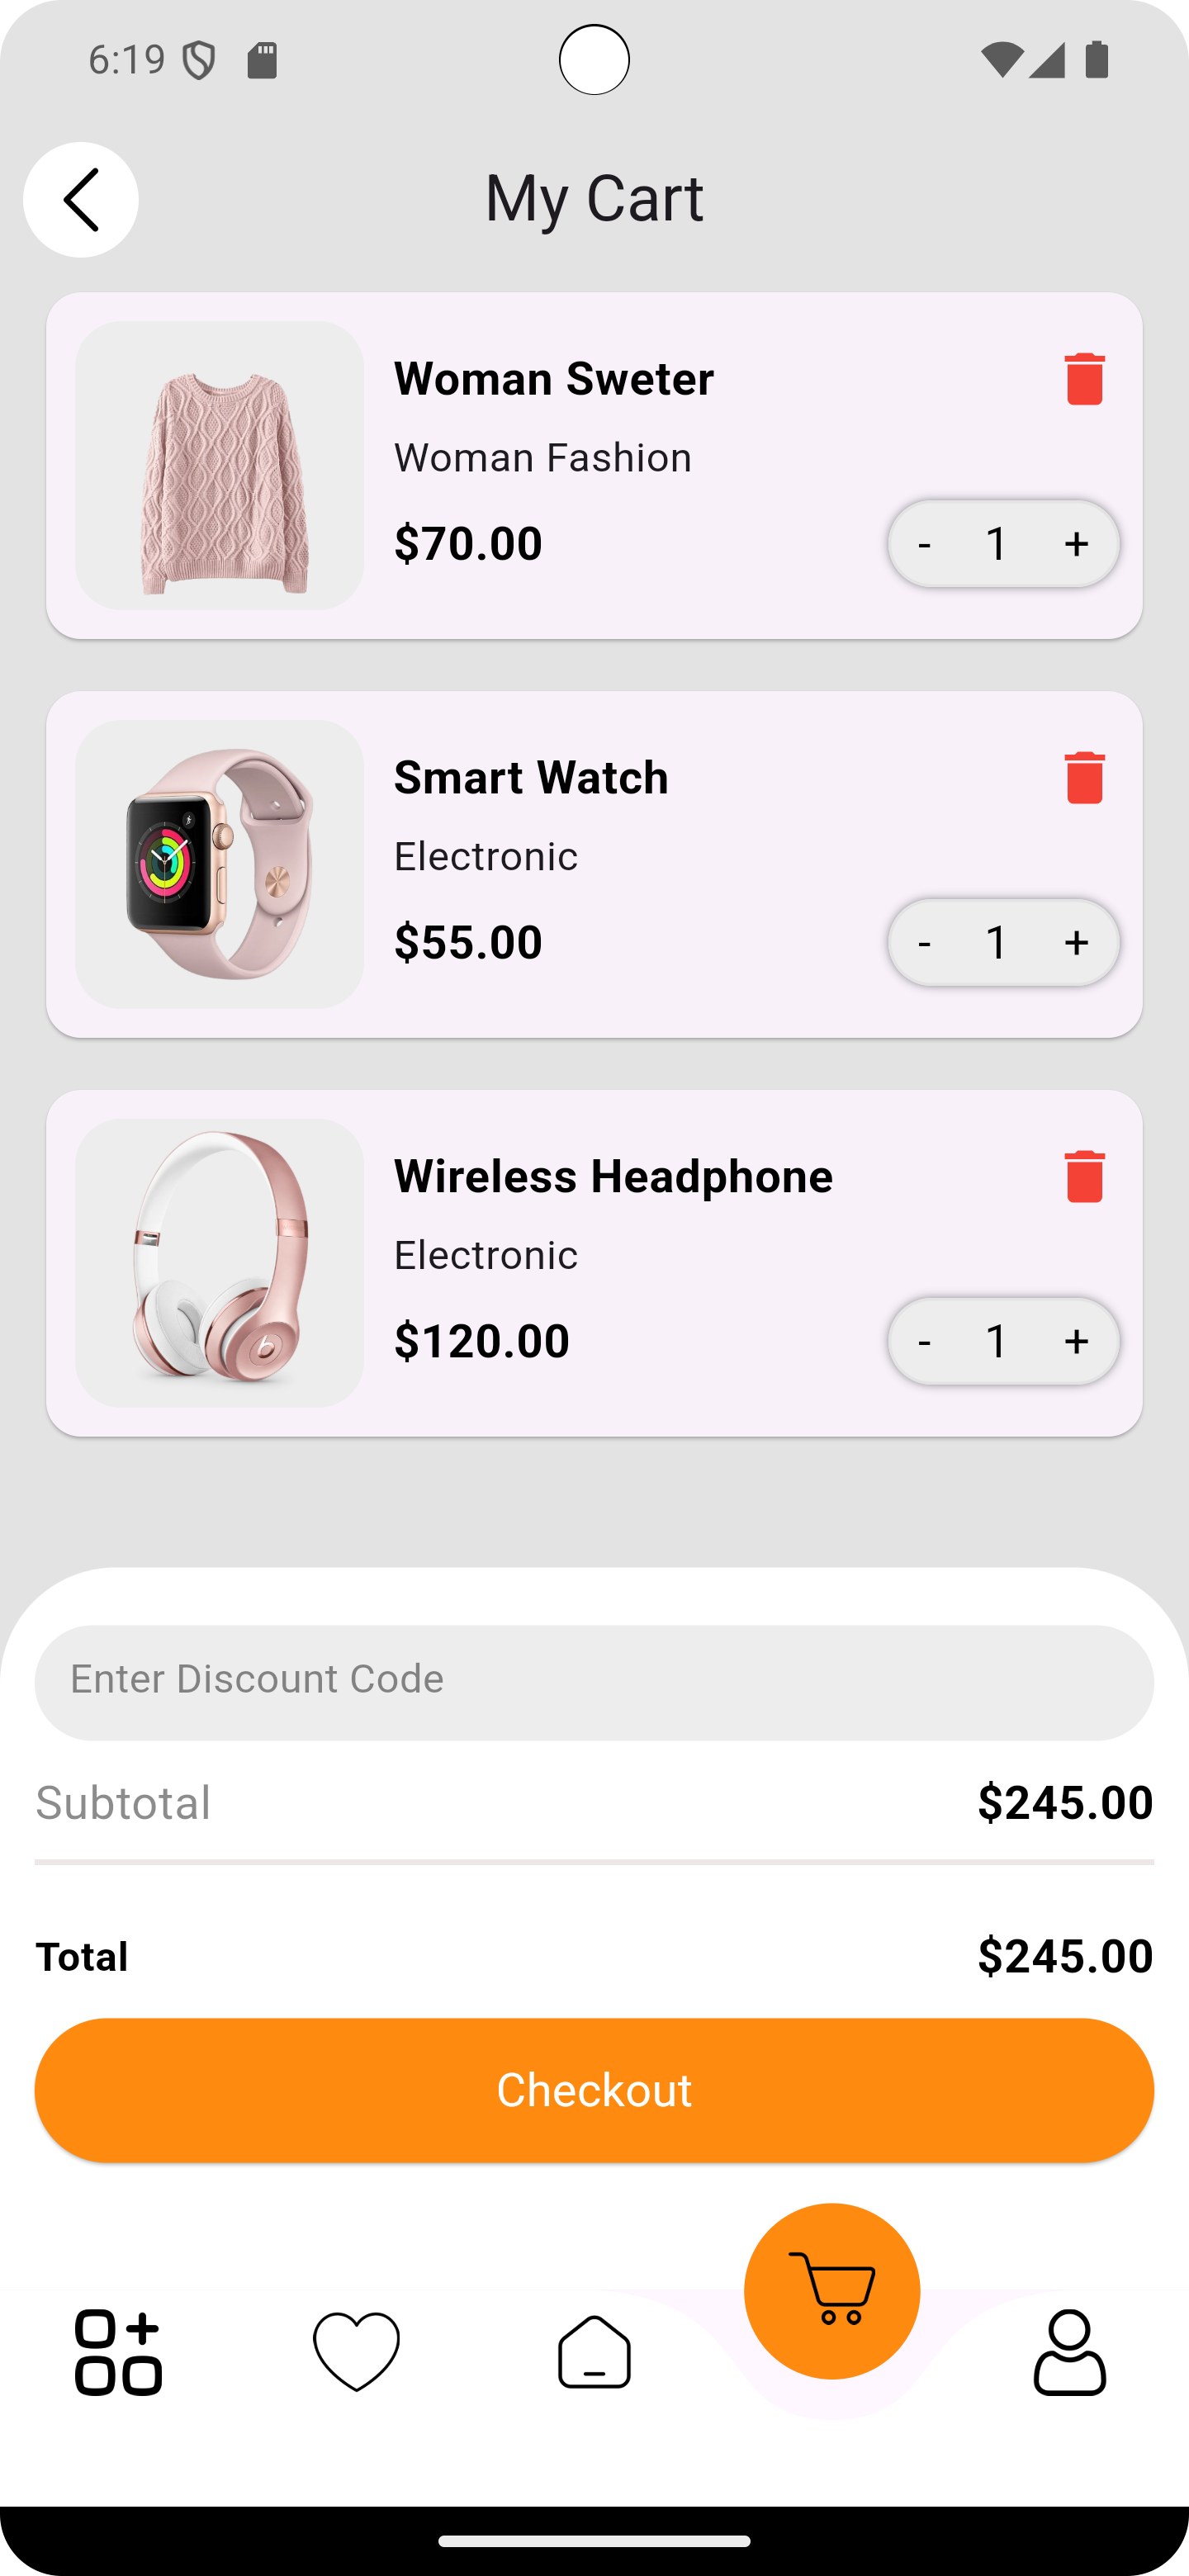 6:19
My Cart
Woman Sweter
Woman Fashion
$70.00
- 1 +
Smart Watch
Electronic
$55.00
- 1 +
Wireless Headphone
Electronic
$120.00
- 1 +
Enter Discount Code
Subtotal $245.00
Total $245.00
Checkout